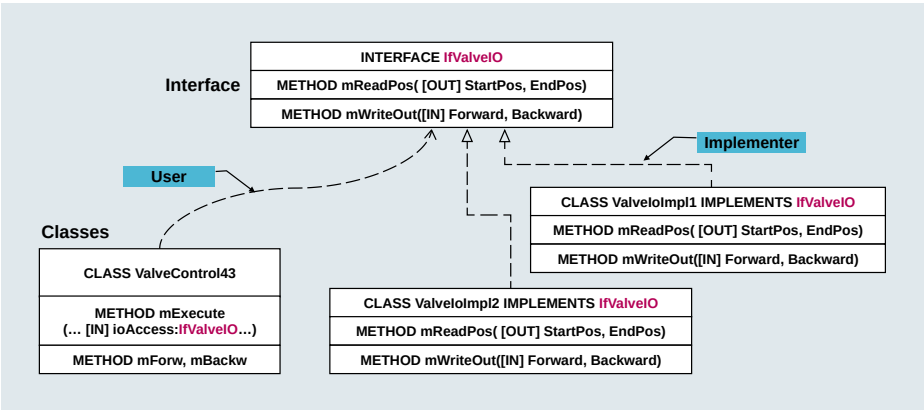 INTERFACE IfValveIO
Interface
METHOD mReadPos( [OUT] StartPos, EndPos)
METHOD mWriteOut([IN] Forward, Backward)
Implementer
User
CLASS ValveIoImpl1 IMPLEMENTS IfValveIO
METHOD mReadPos( [OUT] StartPos, EndPos)
METHOD mWriteOut([IN] Forward, Backward)
Classes
CLASS ValveControl43
METHOD mExecute
(… [IN] ioAccess:IfValveIO…)
METHOD mForw, mBackw
CLASS ValveIoImpl2 IMPLEMENTS IfValveIO
METHOD mReadPos( [OUT] StartPos, EndPos)
METHOD mWriteOut([IN] Forward, Backward)